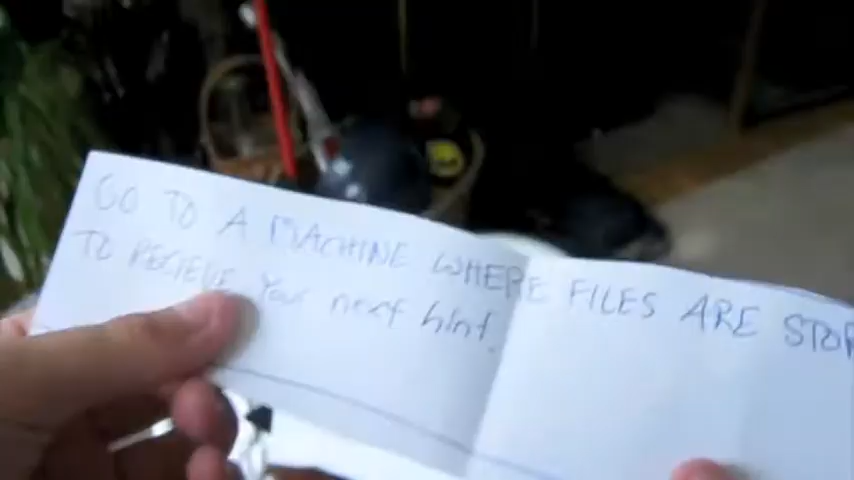 GO TO A MACHINE WHERE FILES ARE STOR
TO RECIEVE Your next hint.